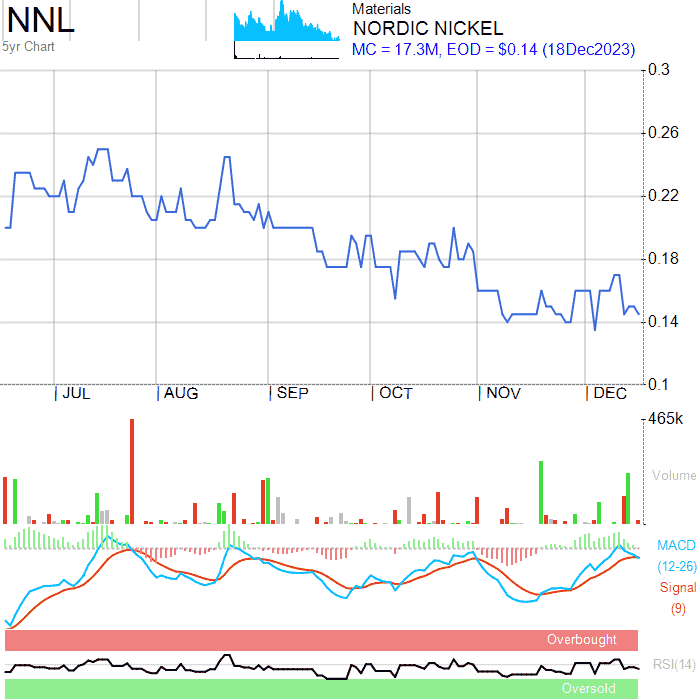 NNL
5yr Chart
Materials
NORDIC NICKEL
MC = 17.3M, EOD = $0.14 (18Dec2023)
0.3
0.26
0.22
0.18
0.14
0.1
JUL
AUG
SEP
OCT
NOV
DEC
465k
Volume
MACD
(12-26)
Signal
(9)
Overbought
RSI(14)
Oversold